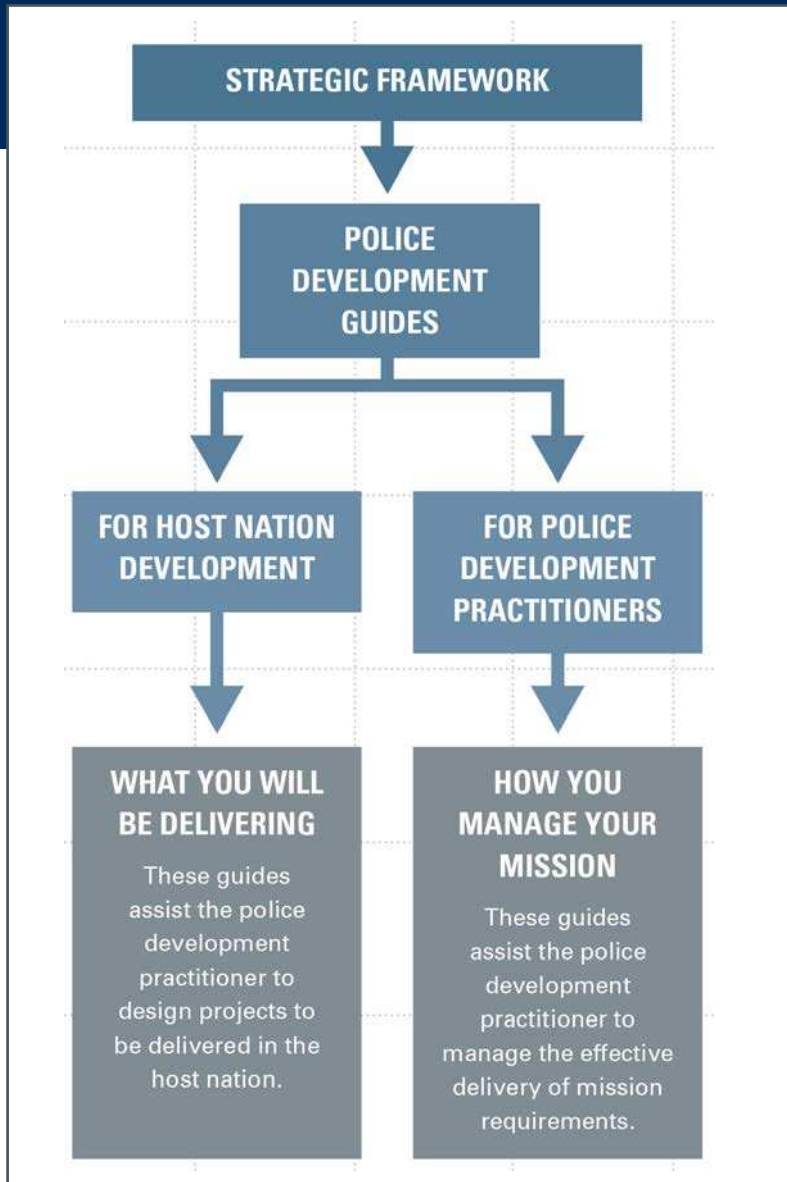 STRATEGIC FRAMEWORK
POLICE
DEVELOPMENT
GUIDES
FOR HOST NATION
DEVELOPMENT
FOR POLICE
DEVELOPMENT
PRACTITIONERS
WHAT YOU WILL
BE DELIVERING
These guides
assist the police
development
practitioner to
design projects to
be delivered in the
host nation.
HOW YOU
MANAGE YOUR
MISSION
These guides
assist the police
development
practitioner to
manage the effective
delivery of mission
requirements.